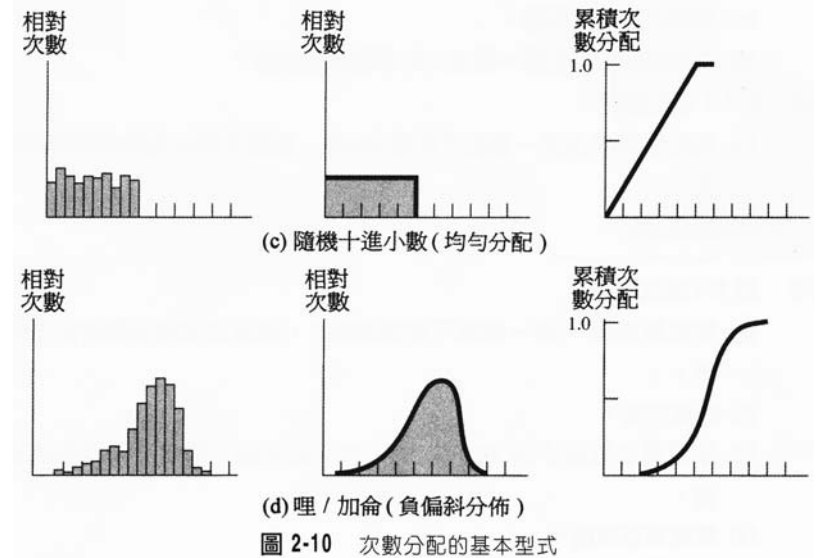 相對
次數
相對
次數
累積次
數分配
1.0
(c) 隨機十進小數 ( 均勻分配 )
相對
次數
相對
次數
累積次
數分配
1.0
(d) 哩 / 加侖 ( 負偏斜分佈 )
圖 2-10 次數分配的基本型式